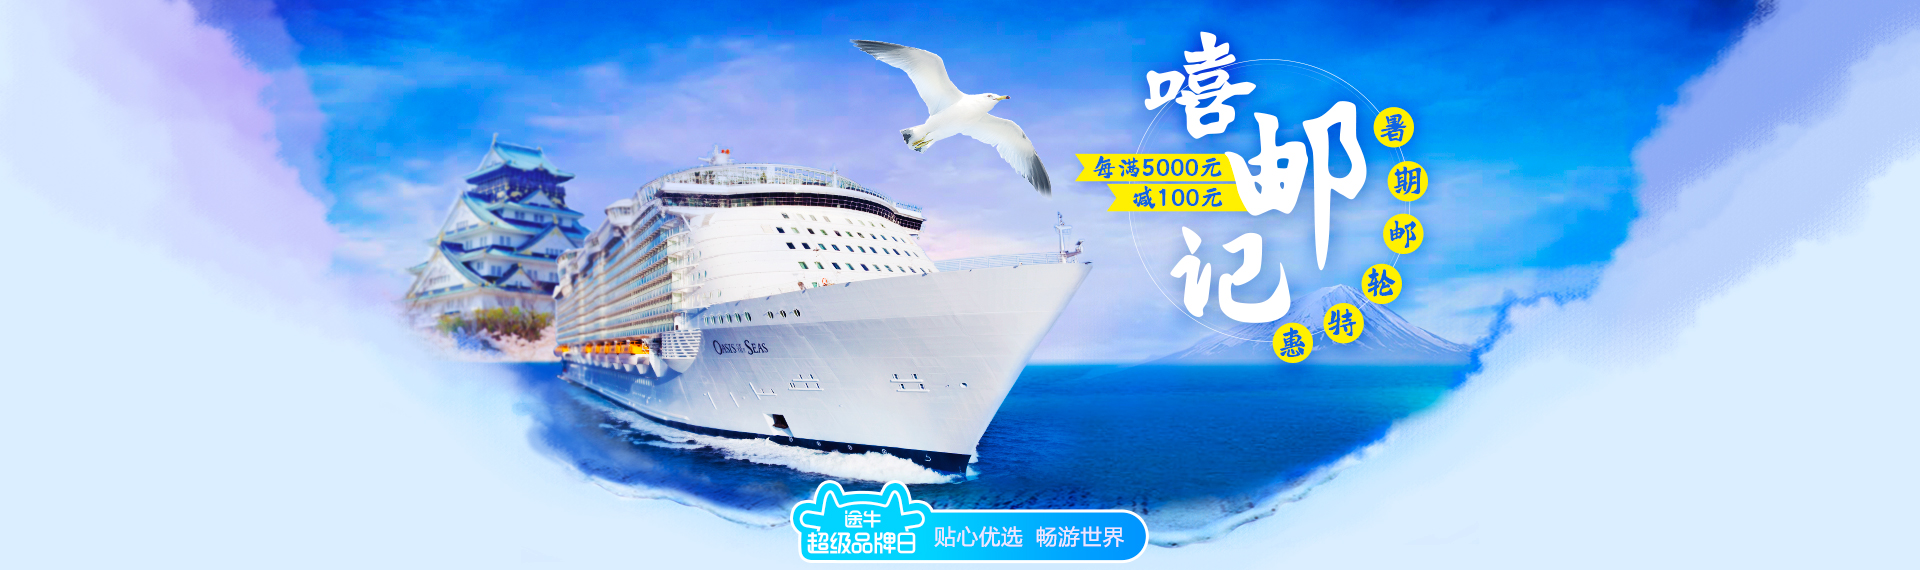 嘻邮记
每满5000元
减100元
暑期邮轮特惠
OASIS OF THE SEAS
途牛
超级品牌日
贴心优选 畅游世界